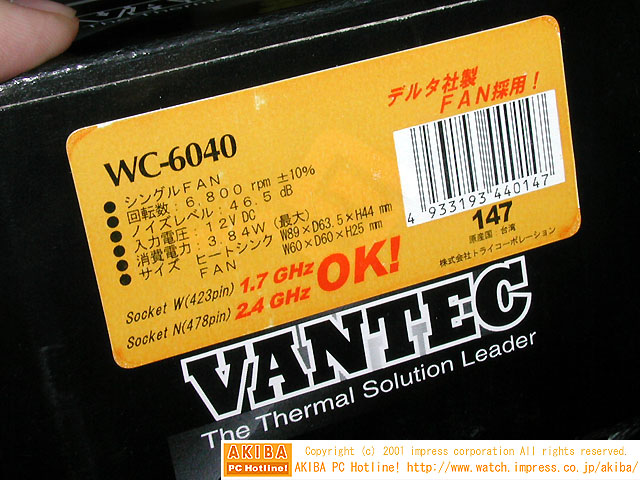 デルタ社製
FAN採用！
WC-6040
● シングルFAN
● 回転数：6,800 rpm ±10%
● ノイズレベル：46.5 dB
● 入力電圧：12V DC
● 消費電力：3.84W（最大）
● サイズ ヒートシンク W89×D63.5×H44 mm
FAN W60×D60×H25 mm
4 933193 440147
147
原産国：台湾
株式会社トライコーポレーション
Socket W(423pin) 1.7 GHz
Socket N(478pin) 2.4 GHz
OK!
VANTEC
The Thermal Solution Leader
AKIBA
PC Hotline!
Copyright (c) 2001 impress corporation All rights reserved.
AKIBA PC Hotline! http://www.watch.impress.co.jp/akiba/